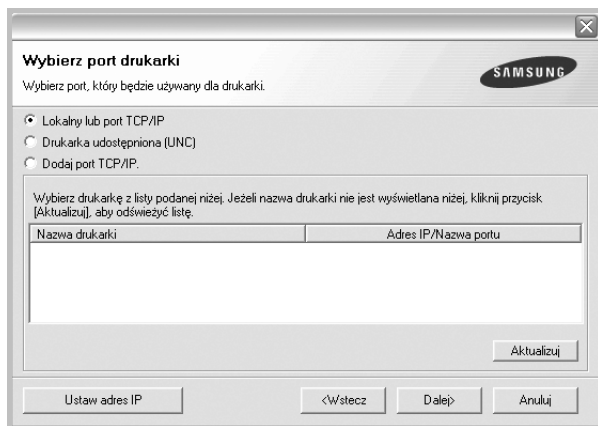 Wybierz port drukarki
Wybierz port, który będzie używany dla drukarki.
SAMSUNG
Lokalny lub port TCP/IP
Drukarka udostępniona (UNC)
Dodaj port TCP/IP.
Wybierz drukarkę z listy podanej niżej. Jeżeli nazwa drukarki nie jest wyświetlana niżej, kliknij przycisk
[Aktualizuj], aby odświeżyć listę.
Nazwa drukarki Adres IP/Nazwa portu
Aktualizuj
Ustaw adres IP <Wstecz Dalej> Anuluj